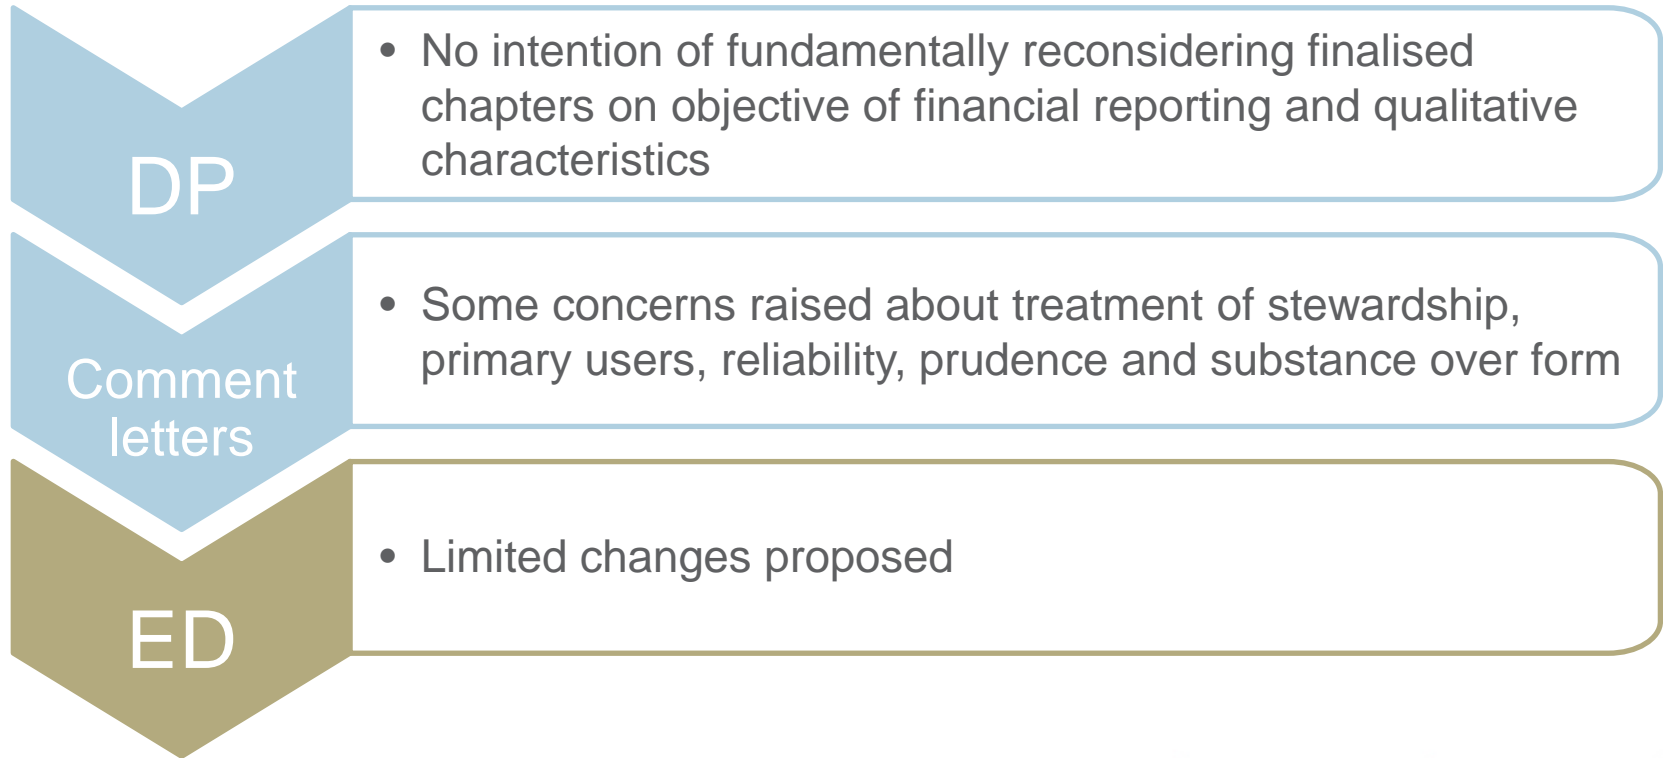 DP
• No intention of fundamentally reconsidering finalised
chapters on objective of financial reporting and qualitative
characteristics
Comment
letters
• Some concerns raised about treatment of stewardship,
primary users, reliability, prudence and substance over form
ED
• Limited changes proposed